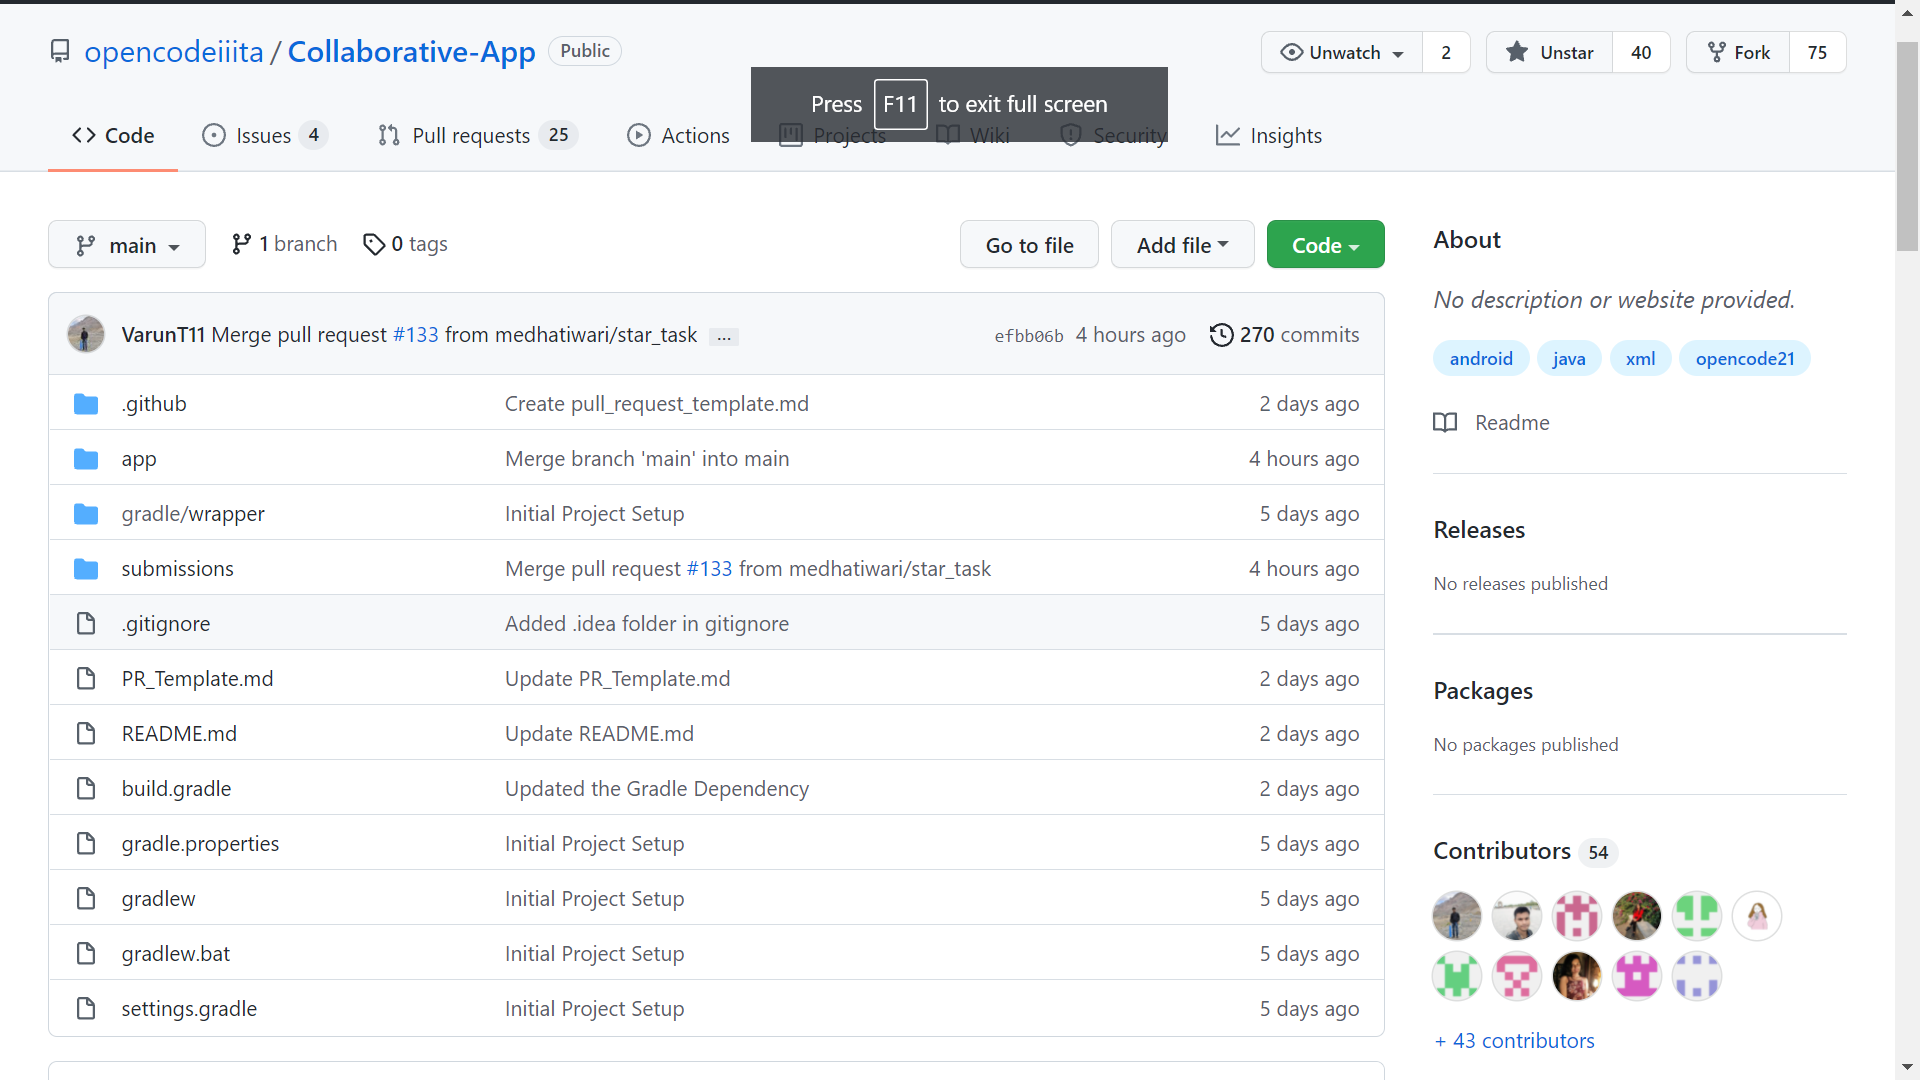 opencodeiiita / Collaborative-App Public
Unwatch 2 Unstar 40 Fork 75
Press F11 to exit full screen
Code Issues 4 Pull requests 25 Actions Projects Wiki Security Insights
main 1 branch 0 tags Go to file Add file Code
VarunT11 Merge pull request #133 from medhatiwari/star_task ... efbb06b 4 hours ago 270 commits
.github Create pull_request_template.md 2 days ago
app Merge branch 'main' into main 4 hours ago
gradle/wrapper Initial Project Setup 5 days ago
submissions Merge pull request #133 from medhatiwari/star_task 4 hours ago
.gitignore Added .idea folder in gitignore 5 days ago
PR_Template.md Update PR_Template.md 2 days ago
README.md Update README.md 2 days ago
build.gradle Updated the Gradle Dependency 2 days ago
gradle.properties Initial Project Setup 5 days ago
gradlew Initial Project Setup 5 days ago
gradlew.bat Initial Project Setup 5 days ago
settings.gradle Initial Project Setup 5 days ago
About
No description or website provided.
android java xml opencode21
Readme
Releases
No releases published
Packages
No packages published
Contributors 54
+ 43 contributors